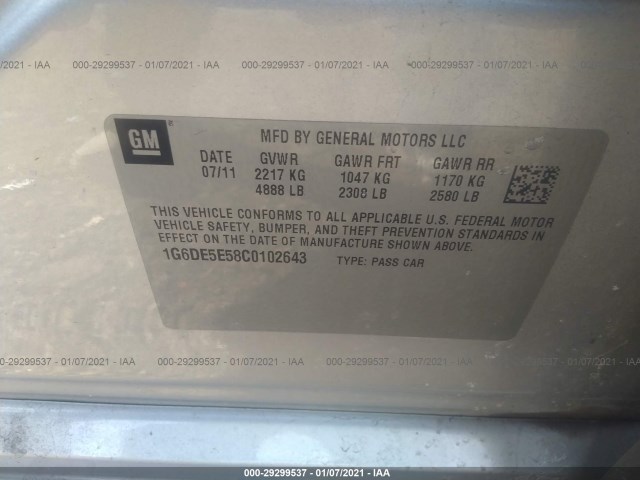 000-29299537 - 01/07/2021 - IAA
GM ®
MFD BY GENERAL MOTORS LLC
DATE GVWR GAWR FRT GAWR RR
07/11 2217 KG 1047 KG 1170 KG
4888 LB 2308 LB 2580 LB
THIS VEHICLE CONFORMS TO ALL APPLICABLE U.S. FEDERAL MOTOR
VEHICLE SAFETY, BUMPER, AND THEFT PREVENTION STANDARDS IN
EFFECT ON THE DATE OF MANUFACTURE SHOWN ABOVE.
1G6DE5E58C0102643 TYPE: PASS CAR
000-29299537 - 01/07/2021 - IAA
000-29299537 - 01/07/2021 - IAA